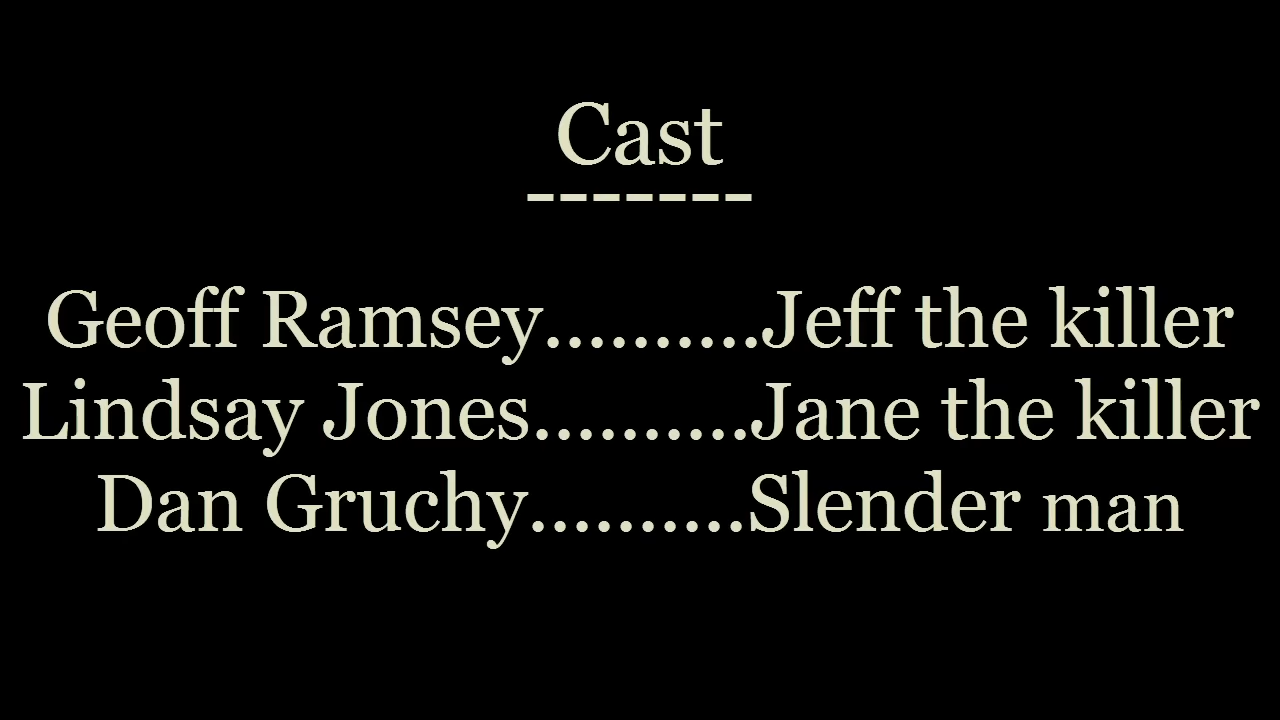 Cast
-------
Geoff Ramsey..........Jeff the killer
Lindsay Jones..........Jane the killer
Dan Gruchy..........Slender man